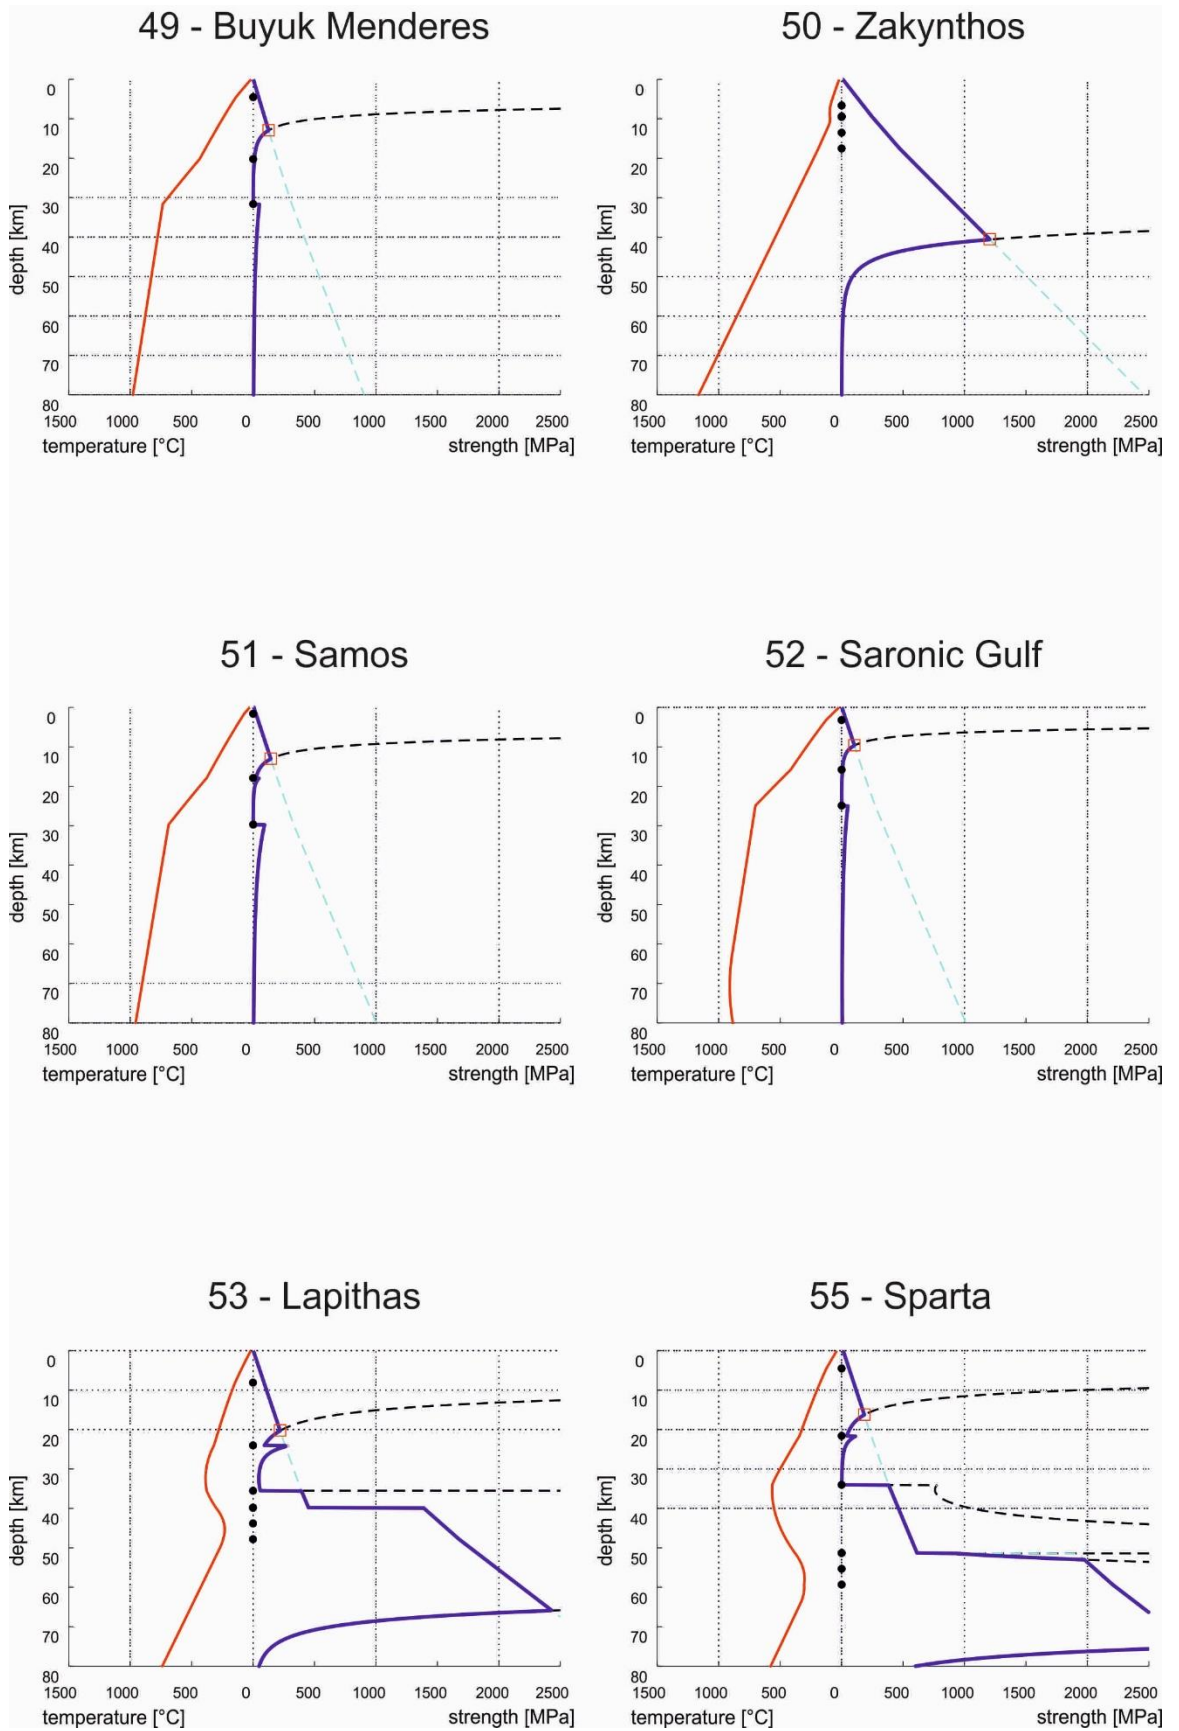 49 - Buyuk Menderes
50 - Zakynthos
0
10
20
30
40
50
60
70
80
depth [km]
1500 1000 500 0 500 1000 1500 2000 2500
temperature [°C] strength [MPa]
0
10
20
30
40
50
60
70
80
depth [km]
1500 1000 500 0 500 1000 1500 2000 2500
temperature [°C] strength [MPa]
51 - Samos
52 - Saronic Gulf
0
10
20
30
40
50
60
70
80
depth [km]
1500 1000 500 0 500 1000 1500 2000 2500
temperature [°C] strength [MPa]
0
10
20
30
40
50
60
70
80
depth [km]
1500 1000 500 0 500 1000 1500 2000 2500
temperature [°C] strength [MPa]
53 - Lapithas
55 - Sparta
0
10
20
30
40
50
60
70
80
depth [km]
1500 1000 500 0 500 1000 1500 2000 2500
temperature [°C] strength [MPa]
0
10
20
30
40
50
60
70
80
depth [km]
1500 1000 500 0 500 1000 1500 2000 2500
temperature [°C] strength [MPa]